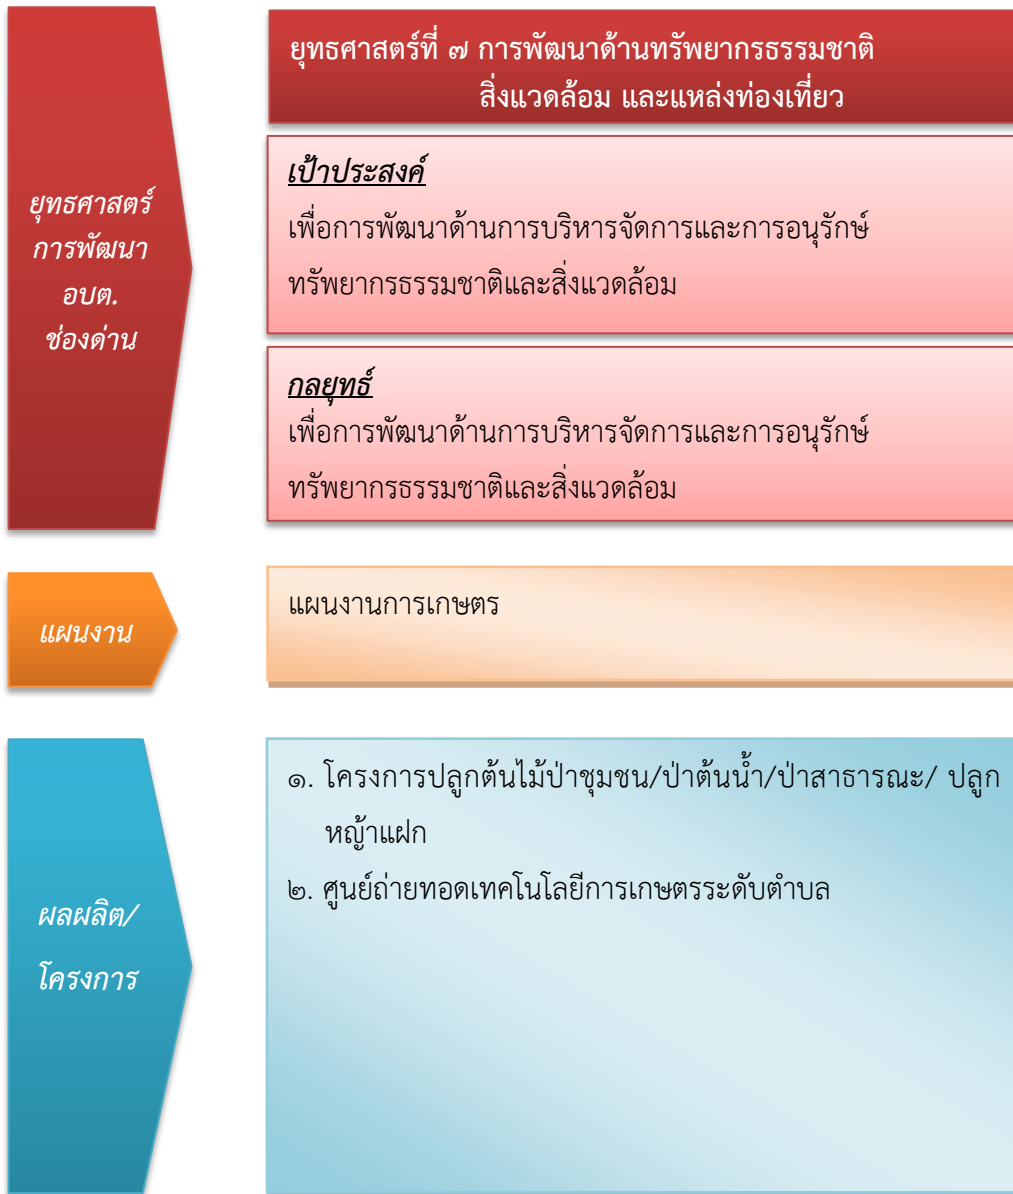 ยุทธศาสตร์
การพัฒนา
อบต.
ช่องด่าน
ยุทธศาสตร์ที่ ๗ การพัฒนาด้านทรัพยากรธรรมชาติ
สิ่งแวดล้อม และแหล่งท่องเที่ยว
เป้าประสงค์
เพื่อการพัฒนาด้านการบริหารจัดการและการอนุรักษ์
ทรัพยากรธรรมชาติและสิ่งแวดล้อม
กลยุทธ์
เพื่อการพัฒนาด้านการบริหารจัดการและการอนุรักษ์
ทรัพยากรธรรมชาติและสิ่งแวดล้อม
แผนงาน
แผนงานการเกษตร
ผลผลิต/
โครงการ
๑. โครงการปลูกต้นไม้ป่าชุมชน/ป่าต้นน้ำ/ป่าสาธารณะ/ ปลูก
หญ้าแฝก
๒. ศูนย์ถ่ายทอดเทคโนโลยีการเกษตรระดับตำบล